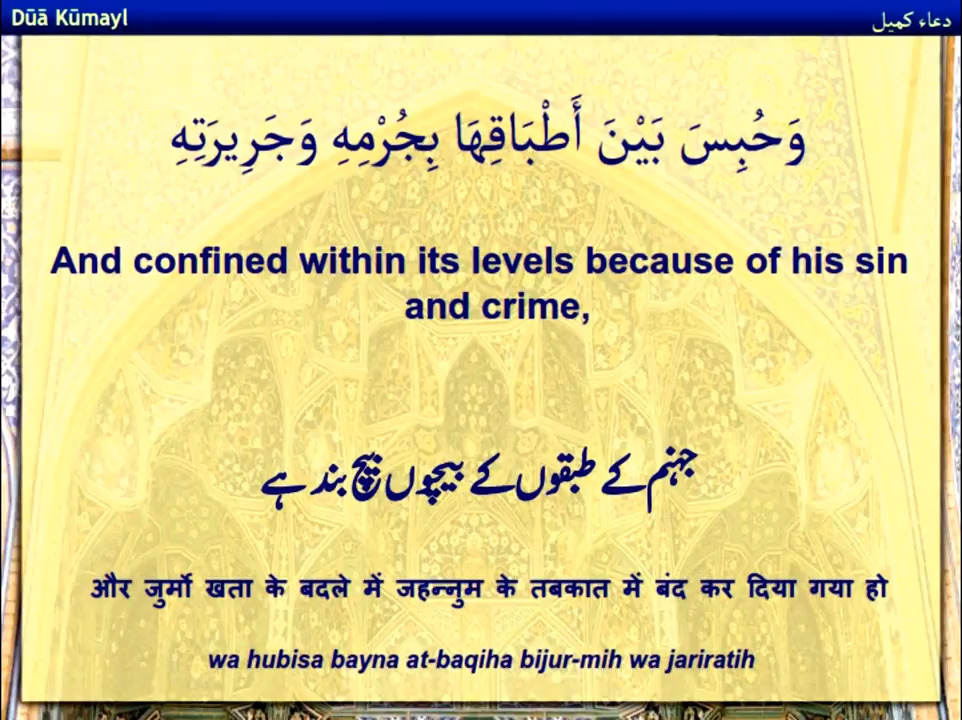 Dūā Kūmayl
دعاء كميل
وَحُبِسَ بَيْنَ أَطْبَاقِهَا بِجُرْمِهِ وَجَرِيرَتِهِ
And confined within its levels because of his sin
and crime,
جہنم کے طبقوں کے بیچوں بیچ بند ہے
और जुर्मो खता के बदले में जहन्नुम के तबकात में बंद कर दिया गया हो
wa hubisa bayna at-baqiha bijur-mih wa jariratih